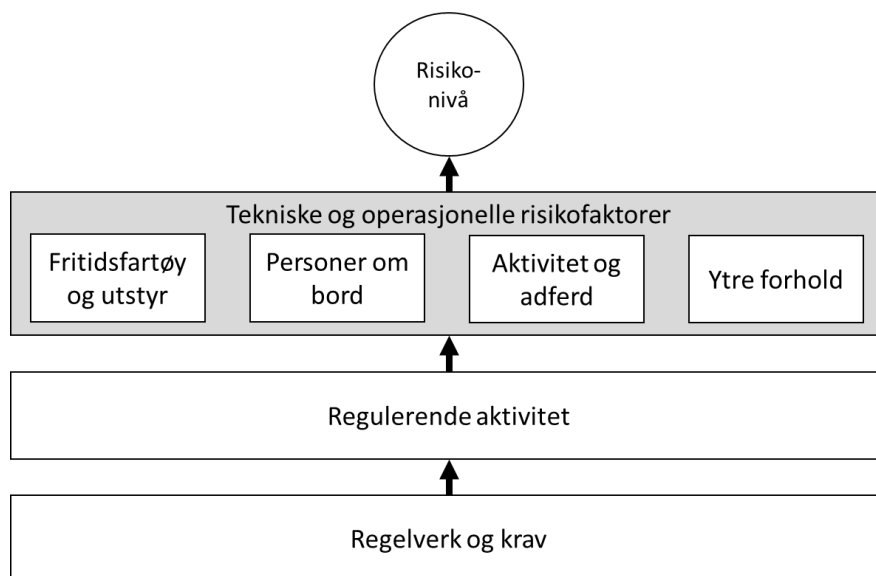 Risiko-
nivå
Tekniske og operasjonelle risikofaktorer
Fritidsfartøy
og utstyr
Personer om
bord
Aktivitet og
adferd
Ytre forhold
Regulerende aktivitet
Regelverk og krav